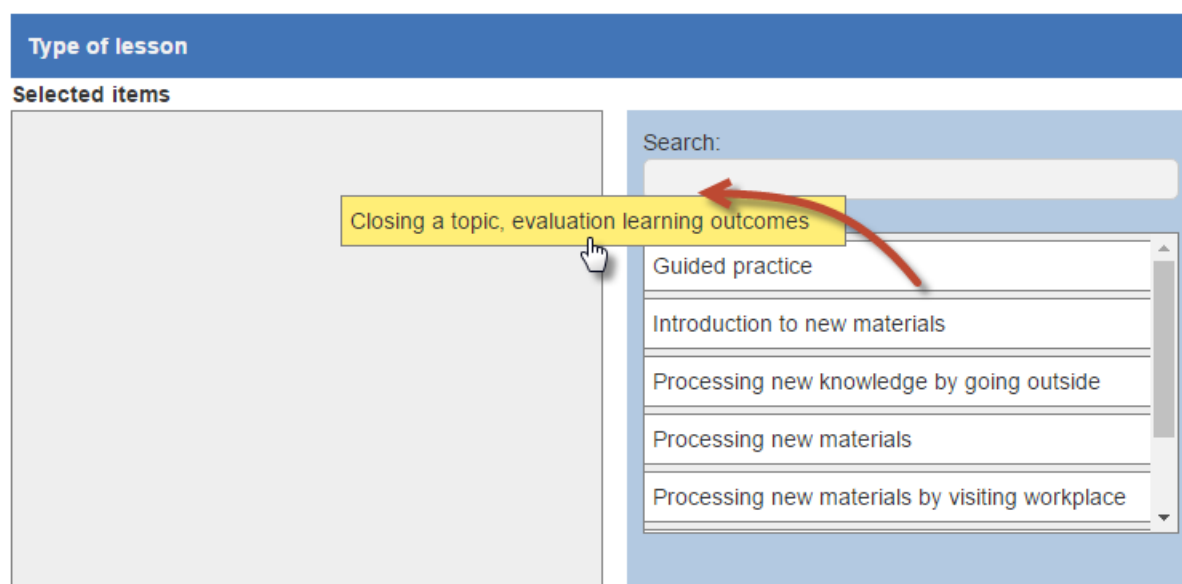 Type of lesson
Selected items
Search:
Closing a topic, evaluation learning outcomes
Guided practice
Introduction to new materials
Processing new knowledge by going outside
Processing new materials
Processing new materials by visiting workplace